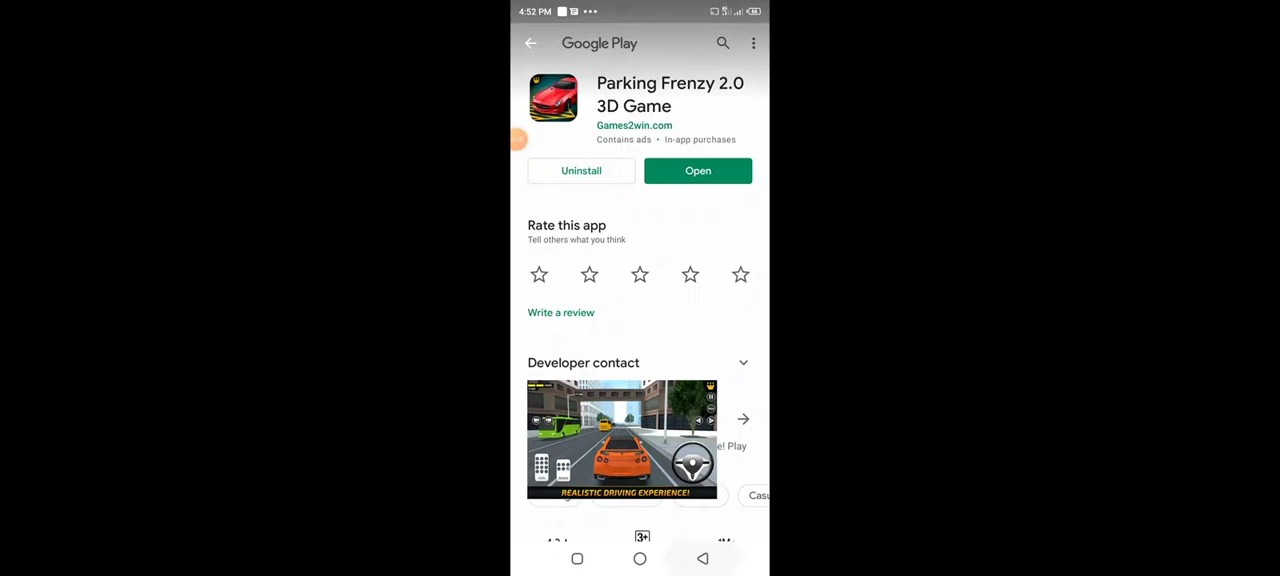 4:52 PM
Google Play
Parking Frenzy 2.0
3D Game
Games2win.com
Contains ads • In-app purchases
Uninstall
Open
Rate this app
Tell others what you think
Write a review
Developer contact
e! Play
REALISTIC DRIVING EXPERIENCE!
3+